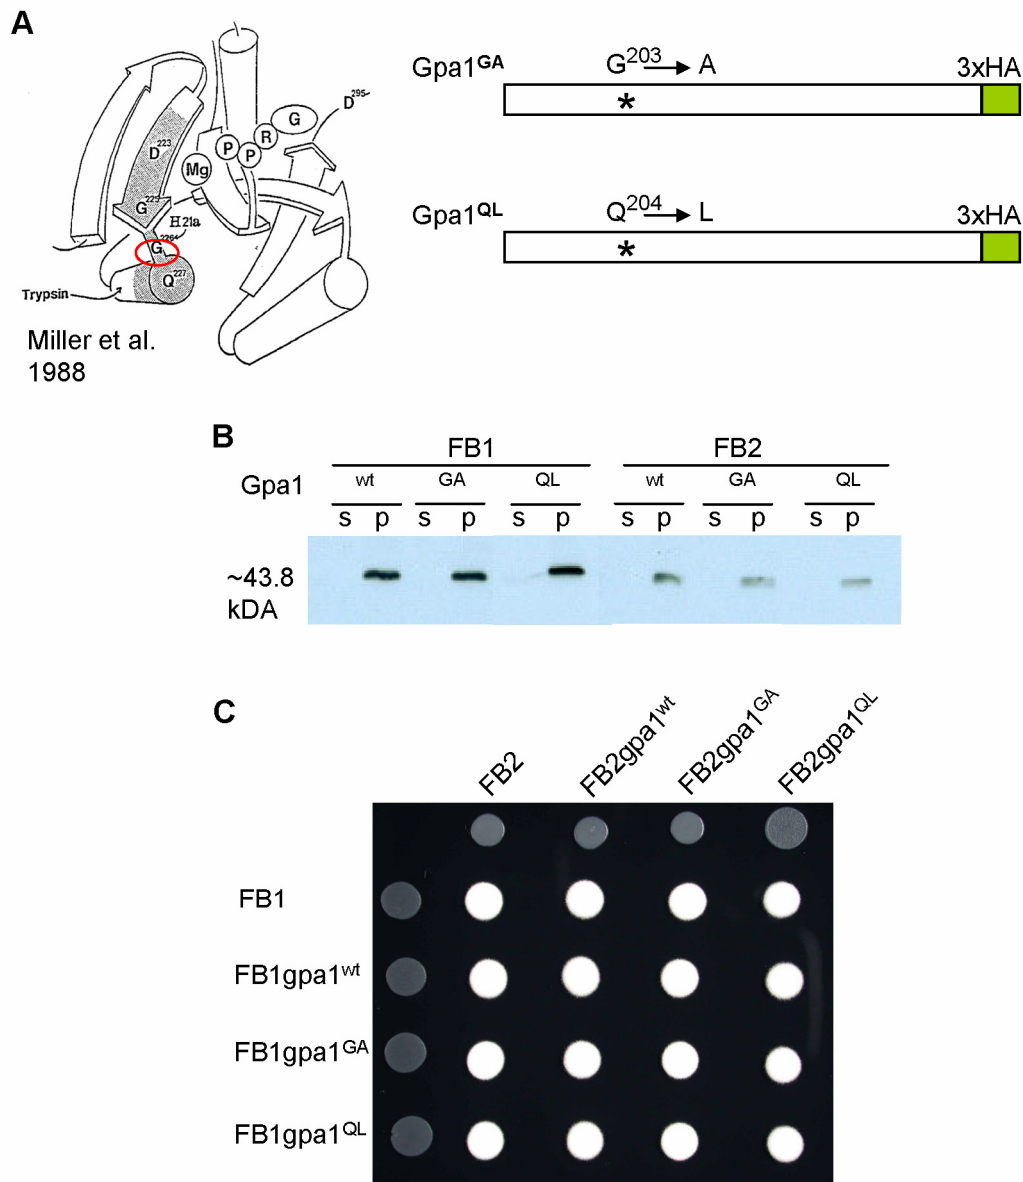 A
D295-
G
R
P
P
Mg
D223
G225
H21a
G226
Q227
Trypsin
Miller et al.
1988
Gpa1GA
G203 → A
3xHA
*
Gpa1QL
Q204 → L
3xHA
*
B
FB1 FB2
Gpa1 wt GA QL wt GA QL
s p s p s p s p s p s p
~43.8
kDA
C
FB2 FB2gpa1wt FB2gpa1GA FB2gpa1QL
FB1
FB1gpa1wt
FB1gpa1GA
FB1gpa1QL